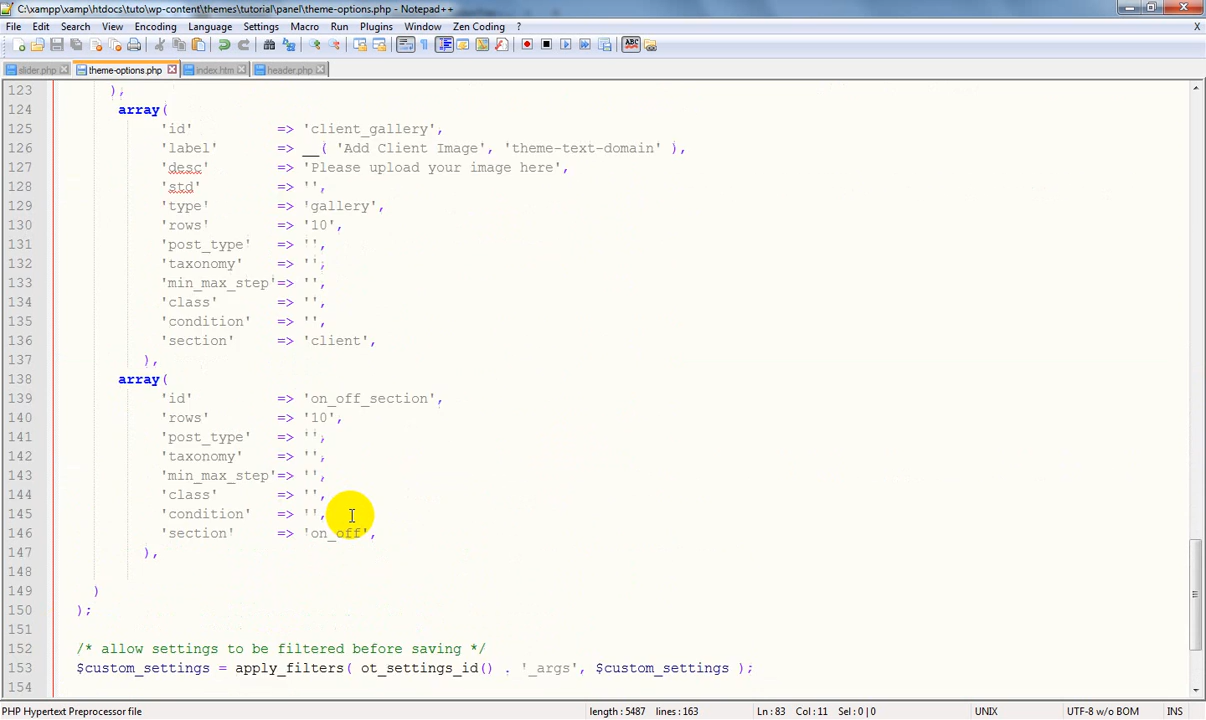 C:\xampp\xamp\htdocs\tuto\wp-content\themes\tutorial\panel\theme-options.php - Notepad++
File Edit Search View Encoding Language Settings Macro Run Plugins Window Zen Coding ? X
slider.php theme-options.php index.htm header.php
123 ),
124 array(
125 'id' => 'client_gallery',
126 'label' => __( 'Add Client Image', 'theme-text-domain' ),
127 'desc' => 'Please upload your image here',
128 'std' => '',
129 'type' => 'gallery',
130 'rows' => '10',
131 'post_type' => '',
132 'taxonomy' => '',
133 'min_max_step'=> '',
134 'class' => '',
135 'condition' => '',
136 'section' => 'client',
137 ),
138 array(
139 'id' => 'on_off_section',
140 'rows' => '10',
141 'post_type' => '',
142 'taxonomy' => '',
143 'min_max_step'=> '',
144 'class' => '',
145 'condition' => '',
146 'section' => 'on_off',
147 ),
148
149 )
150 );
151
152 /* allow settings to be filtered before saving */
153 $custom_settings = apply_filters( ot_settings_id() . '_args', $custom_settings );
154
PHP Hypertext Preprocessor file length : 5487 lines : 163 Ln : 83 Col : 11 Sel : 0 | 0 UNIX UTF-8 w/o BOM INS